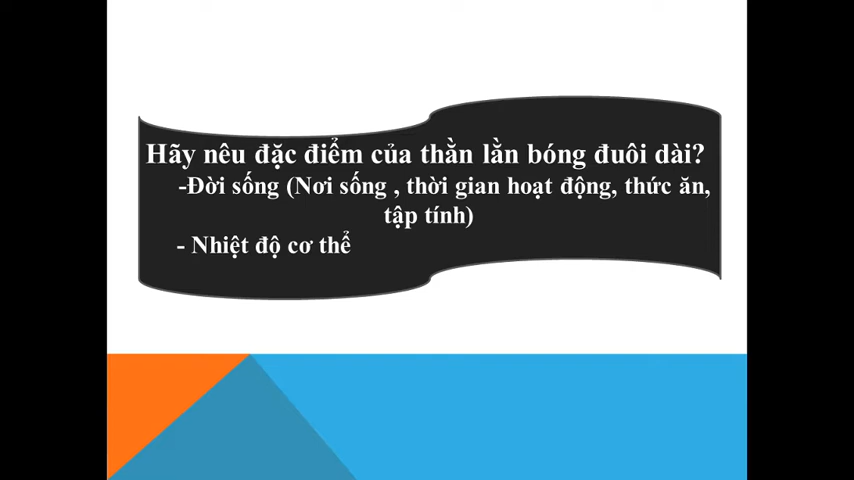 Hãy nêu đặc điểm của thằn lằn bóng đuôi dài?
-Đời sống (Nơi sống , thời gian hoạt động, thức ăn,
tập tính)
- Nhiệt độ cơ thể